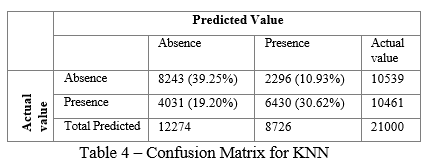 Predicted Value
Absence Presence Actual value
Actual value
Absence 8243 (39.25%) 2296 (10.93%) 10539
Presence 4031 (19.20%) 6430 (30.62%) 10461
Total Predicted 12274 8726 21000
Table 4 – Confusion Matrix for KNN